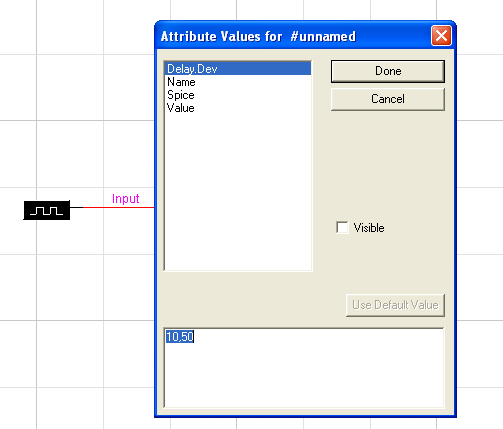 Attribute Values for #unnamed
Delay.Dev
Name
Spice
Value
Done
Cancel
Input
Visible
Use Default Value
10,50